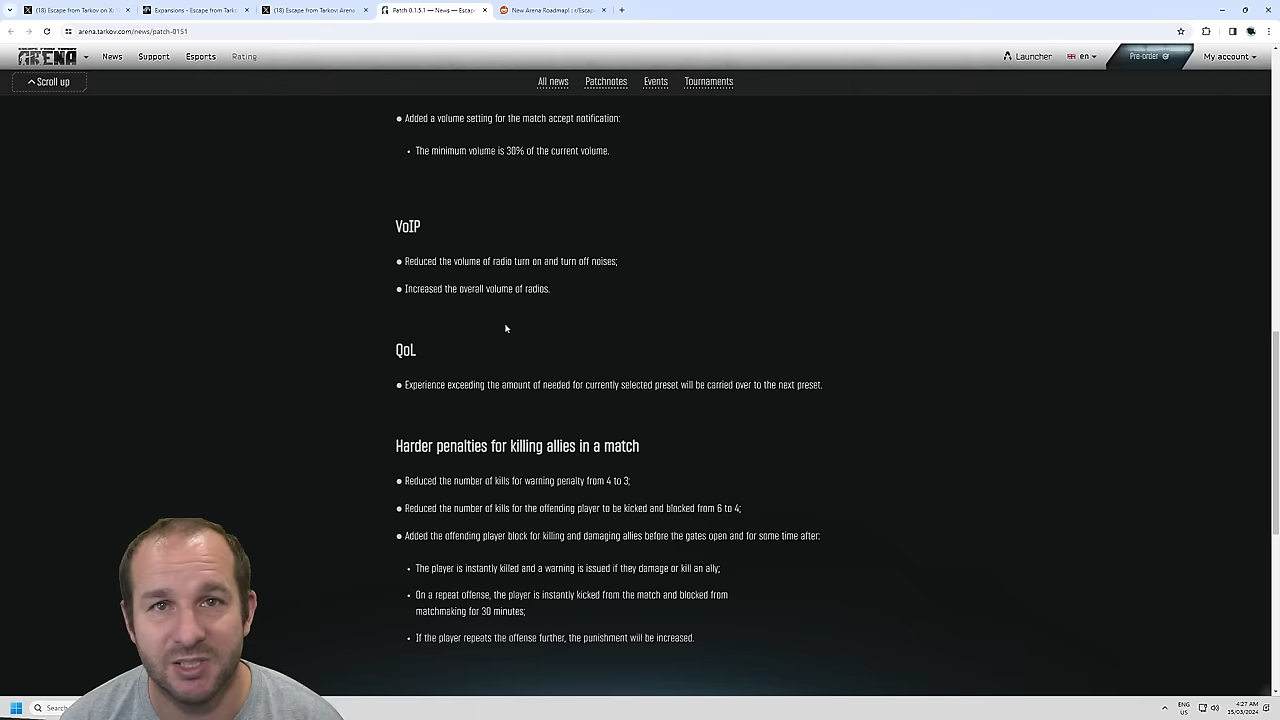 (18) Escape from Tarkov on X:
Expansions - Escape from Tark
(18) Escape from Tarkov: Arena
Patch 0.1.5.1 — News — Escap
New Arena Roadmap! : r/Escap
arena.tarkov.com/news/patch-0151
ARENA
News
Support
Esports
Rating
Launcher
en
Pre-order
My account
Scroll up
All news
Patchnotes
Events
Tournaments
● Added a volume setting for the match accept notification:
• The minimum volume is 30% of the current volume.
VoIP
● Reduced the volume of radio turn on and turn off noises;
● Increased the overall volume of radios.
QoL
● Experience exceeding the amount of needed for currently selected preset will be carried over to the next preset.
Harder penalties for killing allies in a match
● Reduced the number of kills for warning penalty from 4 to 3;
● Reduced the number of kills for the offending player to be kicked and blocked from 6 to 4;
● Added the offending player block for killing and damaging allies before the gates open and for some time after:
• The player is instantly killed and a warning is issued if they damage or kill an ally;
• On a repeat offense, the player is instantly kicked from the match and blocked from
matchmaking for 30 minutes;
• If the player repeats the offense further, the punishment will be increased.
Search
ENG
US
4:27 AM
15/03/2024